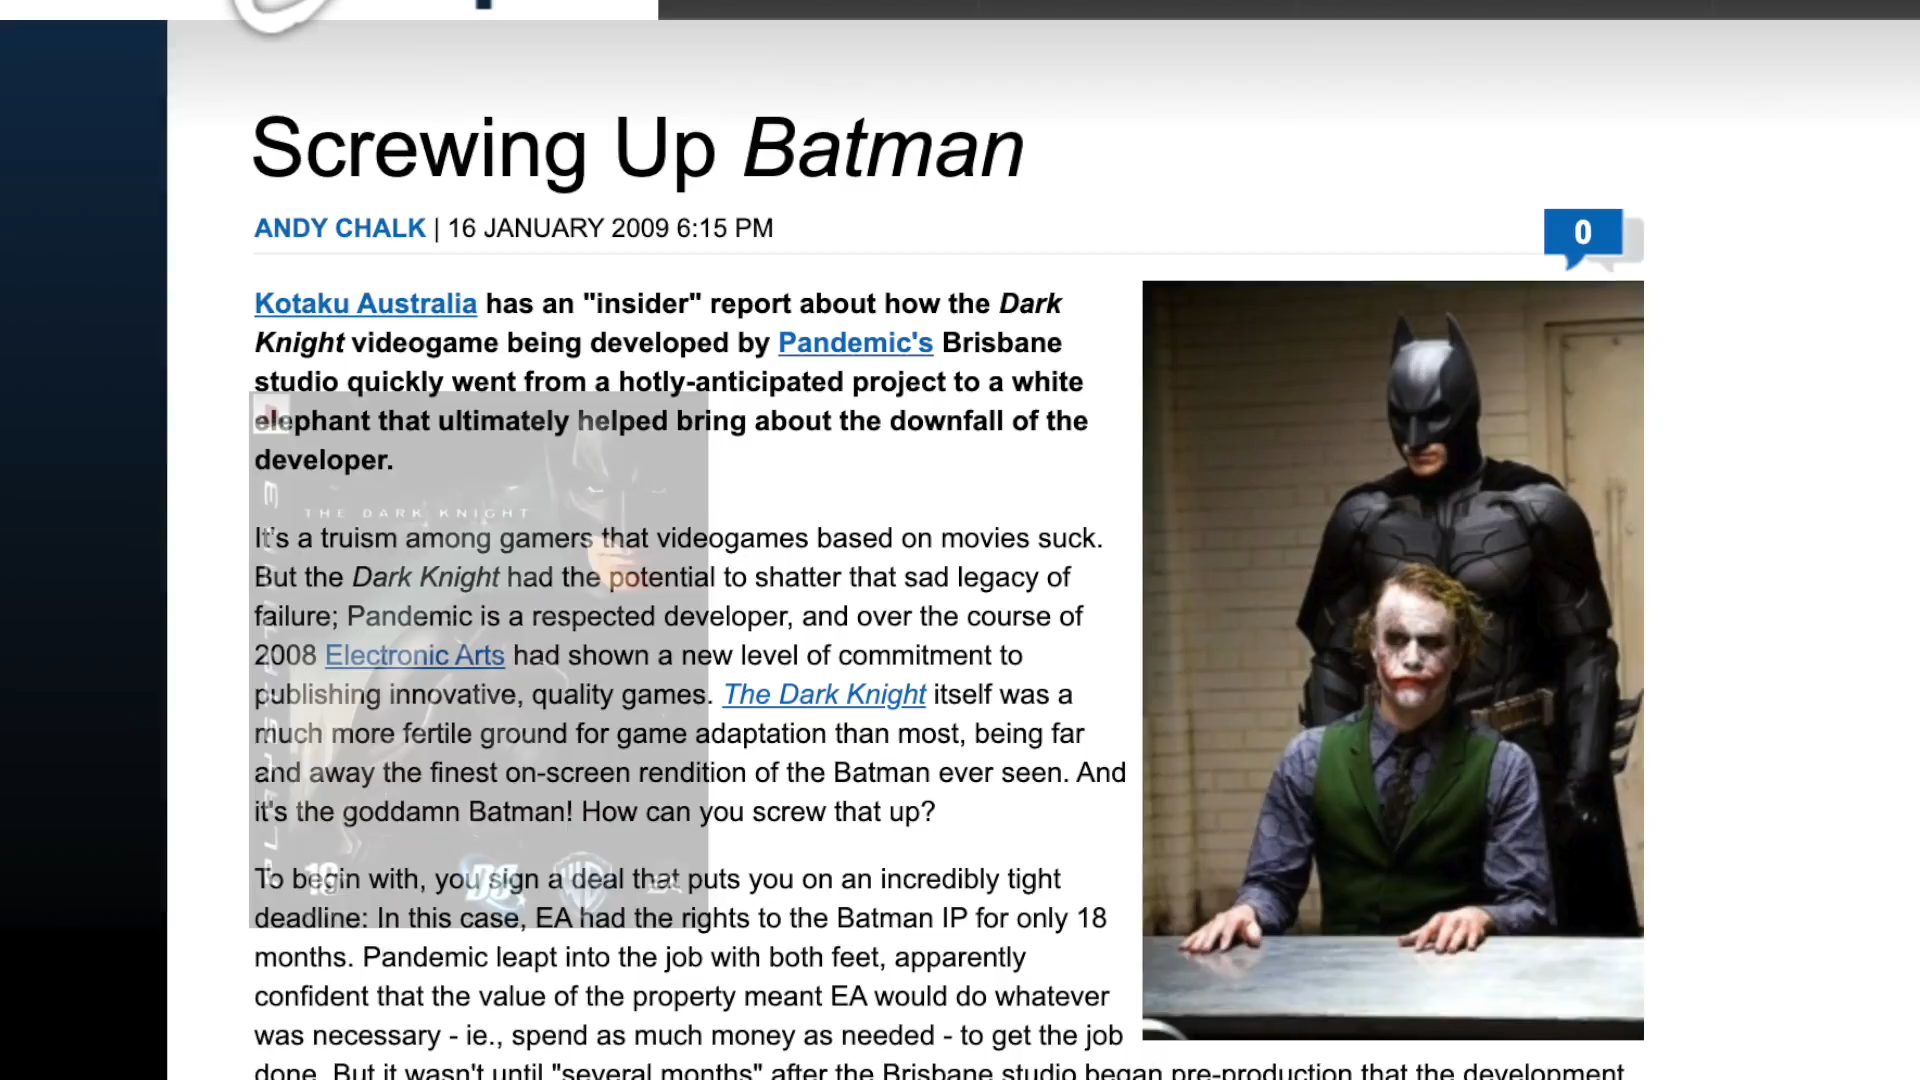 Screwing Up Batman
ANDY CHALK | 16 JANUARY 2009 6:15 PM
0
Kotaku Australia has an "insider" report about how the Dark
Knight videogame being developed by Pandemic's Brisbane
studio quickly went from a hotly-anticipated project to a white
elephant that ultimately helped bring about the downfall of the
developer.
THE DARK KNIGHT
It's a truism among gamers that videogames based on movies suck.
But the Dark Knight had the potential to shatter that sad legacy of
failure; Pandemic is a respected developer, and over the course of
2008 Electronic Arts had shown a new level of commitment to
publishing innovative, quality games. The Dark Knight itself was a
much more fertile ground for game adaptation than most, being far
and away the finest on-screen rendition of the Batman ever seen. And
it's the goddamn Batman! How can you screw that up?
PLAYSTATION 3
To begin with, you sign a deal that puts you on an incredibly tight
deadline: In this case, EA had the rights to the Batman IP for only 18
months. Pandemic leapt into the job with both feet, apparently
confident that the value of the property meant EA would do whatever
was necessary - ie., spend as much money as needed - to get the job
done. But it wasn't until "several months" after the Brisbane studio began pre-production that the development